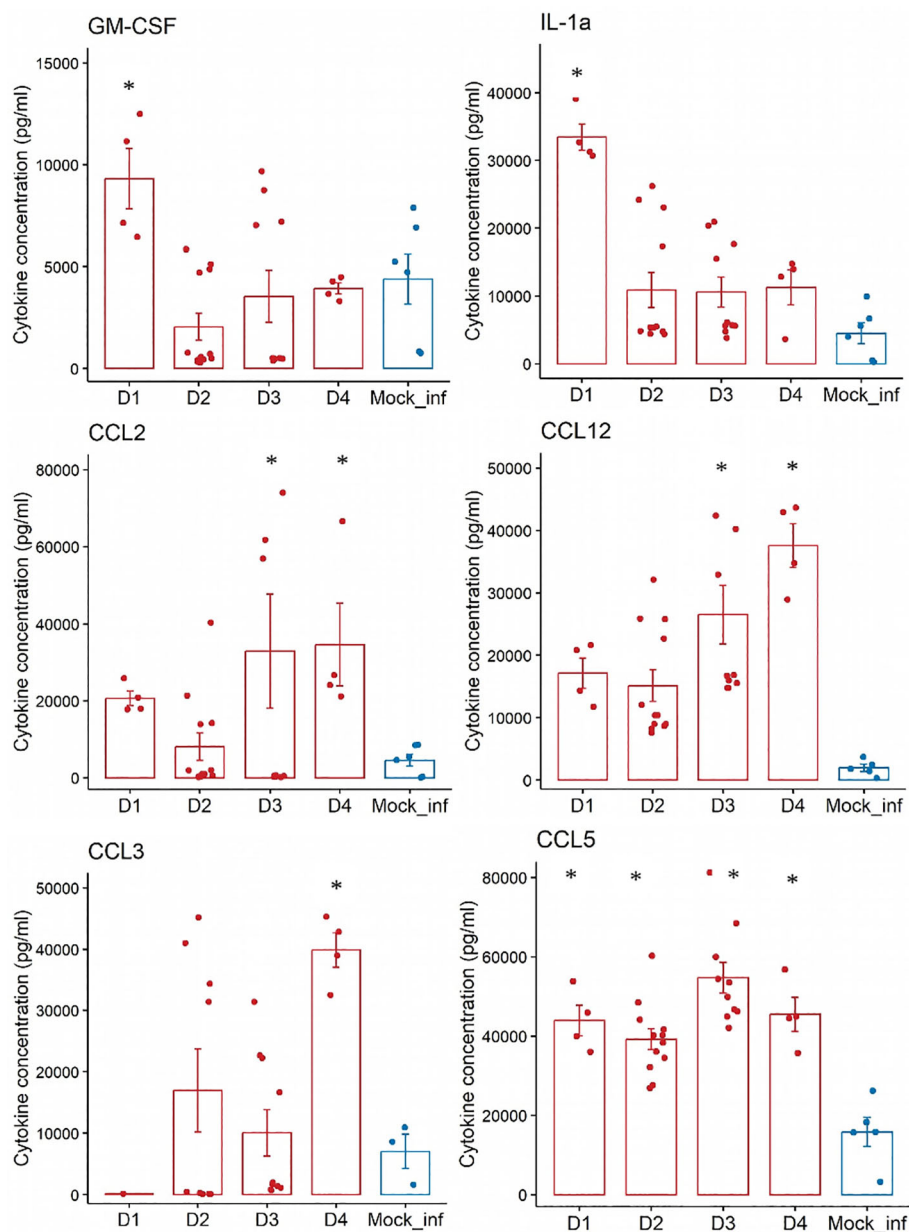 GM-CSF
Cytokine concentration (pg/ml)
15000
10000
5000
0
*
D1 D2 D3 D4 Mock_inf
IL-1a
Cytokine concentration (pg/ml)
40000
30000
20000
10000
0
*
D1 D2 D3 D4 Mock_inf
CCL2
Cytokine concentration (pg/ml)
80000
60000
40000
20000
0
* *
D1 D2 D3 D4 Mock_inf
CCL12
Cytokine concentration (pg/ml)
50000
40000
30000
20000
10000
0
* *
D1 D2 D3 D4 Mock_inf
CCL3
Cytokine concentration (pg/ml)
50000
40000
30000
20000
10000
0
*
D1 D2 D3 D4 Mock_inf
CCL5
Cytokine concentration (pg/ml)
80000
60000
40000
20000
0
* * * *
D1 D2 D3 D4 Mock_inf